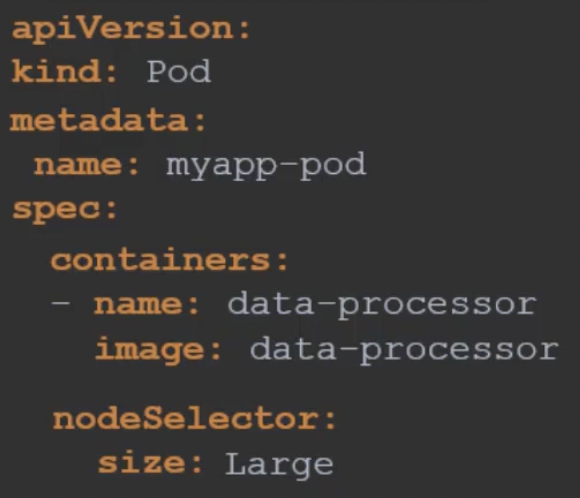 apiVersion:
kind: Pod
metadata:
 name: myapp-pod
spec:
  containers:
  - name: data-processor
    image: data-processor
  nodeSelector:
    size: Large